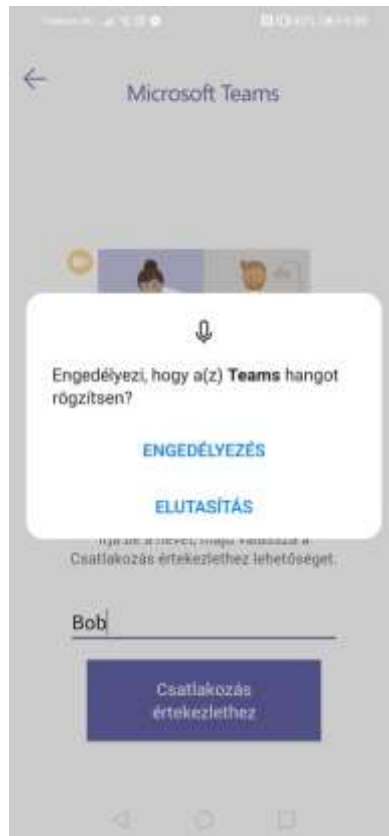 Microsoft Teams
Engedélyezi, hogy a(z) Teams hangot
rögzítsen?
ENGEDÉLYEZÉS
ELUTASÍTÁS
Csatlakozás értekezlethez lehetőséget.
Bob
Csatlakozás
értekezlethez